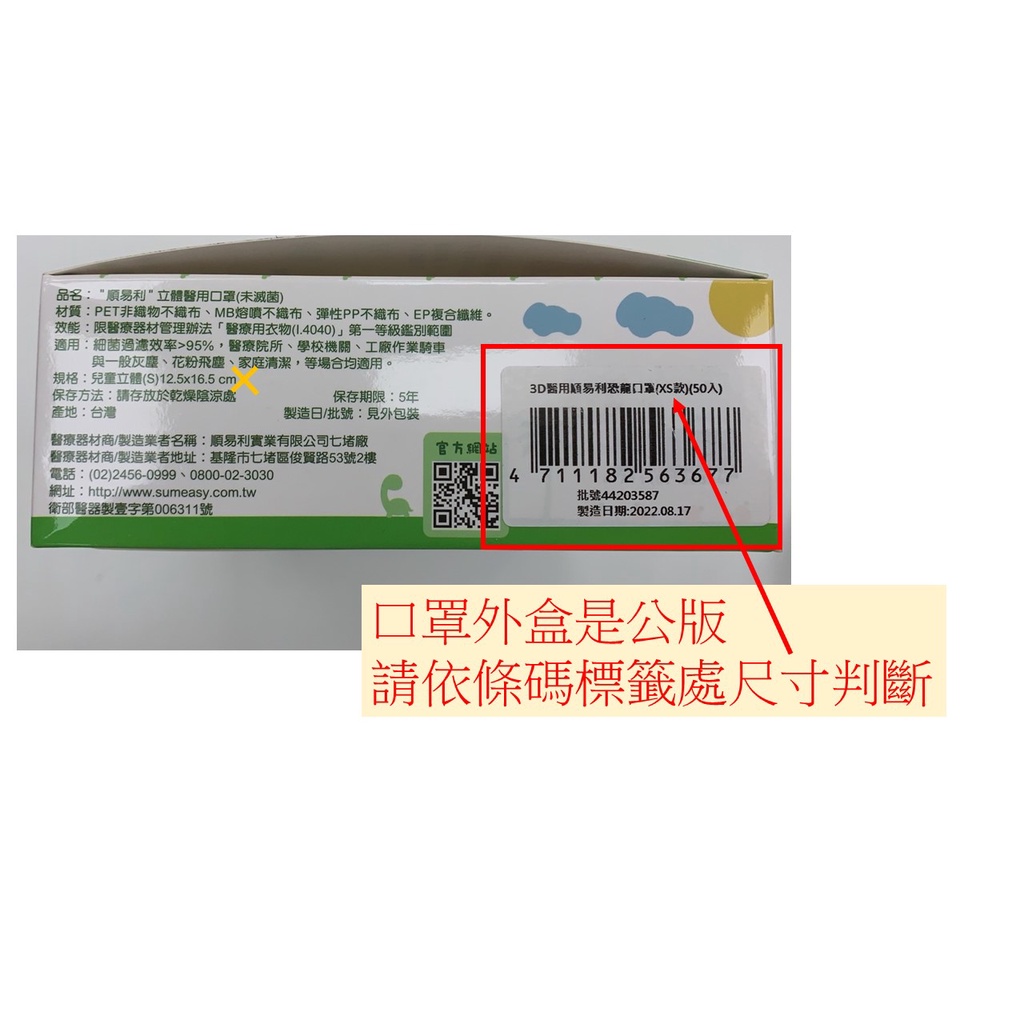 品名："順易利"立體醫用口罩(未滅菌)
材質：PET非織物不織布、MB熔噴不織布、彈性PP不織布、EP複合纖維。
效能：限醫療器材管理辦法「醫療用衣物(I.4040)」第一等級鑑別範圍
適用：細菌過濾效率>95%，醫療院所、學校機關、工廠作業騎車
與一般灰塵、花粉飛塵、家庭清潔，等場合均適用。
規格：兒童立體(S)12.5x16.5 cm
保存方法：請存放於乾燥陰涼處 保存期限：5年
產地：台灣 製造日/批號：見外包裝
醫療器材商/製造業者名稱：順易利實業有限公司七堵廠
醫療器材商/製造業者地址：基隆市七堵區俊賢路53號2樓
電話：(02)2456-0999、0800-02-3030
網址：http://www.sumeasy.com.tw
衛部醫器製壹字第006311號
官方網站
3D醫用順易利恐龍口罩(XS款)(50入)
4 711182 563677
批號44203587
製造日期:2022.08.17
口罩外盒是公版
請依條碼標籤處尺寸判斷